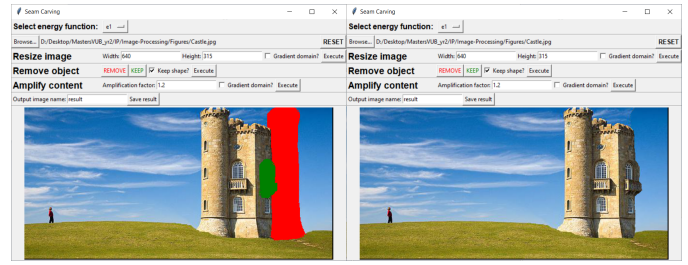 Seam Carving
Select energy function: e1
Browse... D:/Desktop/MastersVUB_yr2/IP/Image-Processing/Figures/Castle.jpg RESET
Resize image Width: 640 Height: 315 Gradient domain? Execute
Remove object REMOVE KEEP Keep shape? Execute
Amplify content Amplification factor: 1.2 Gradient domain? Execute
Output image name: result Save result
Seam Carving
Select energy function: e1
Browse... D:/Desktop/MastersVUB_yr2/IP/Image-Processing/Figures/Castle.jpg RESET
Resize image Width: 640 Height: 315 Gradient domain? Execute
Remove object REMOVE KEEP Keep shape? Execute
Amplify content Amplification factor: 1.2 Gradient domain? Execute
Output image name: result Save result